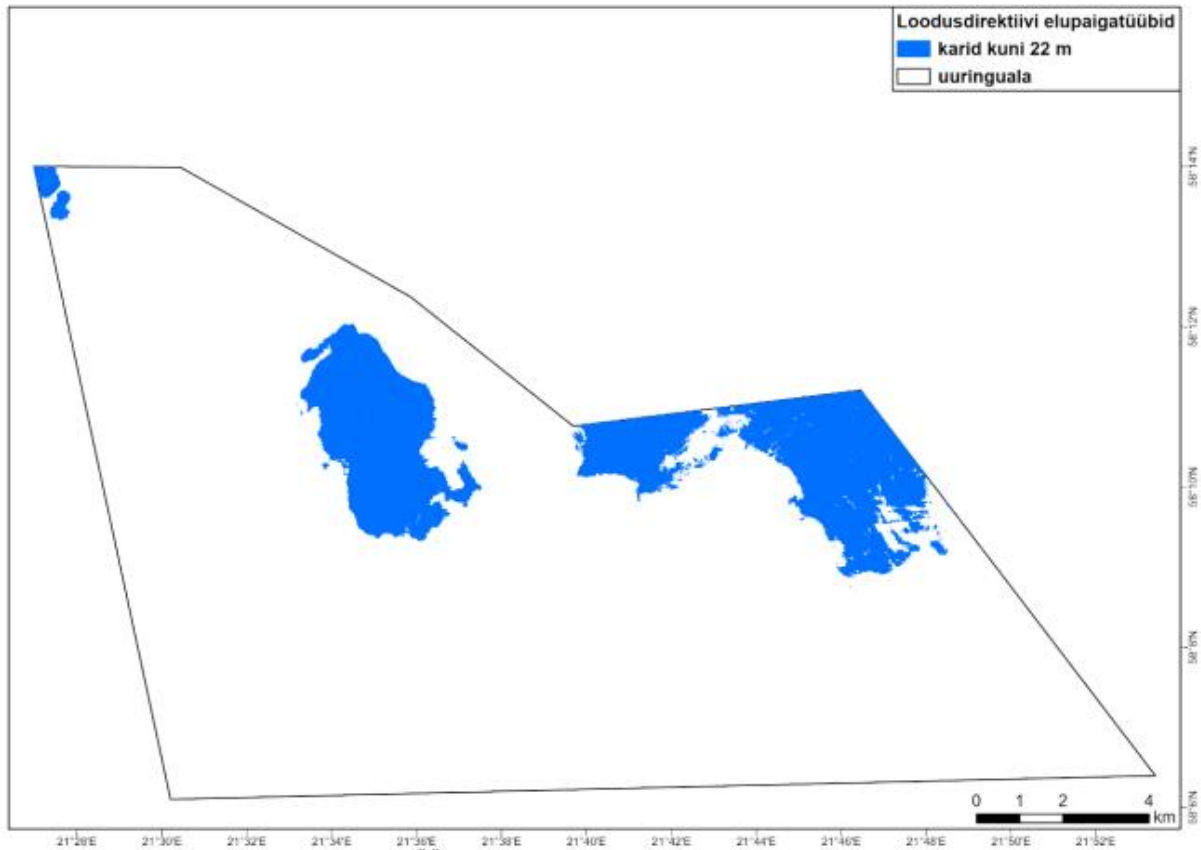 Loodusdirektiivi elupaigatüübid
karid kuni 22 m
uuringuala
58°14'N
58°12'N
58°10'N
58°8'N
58°6'N
0 1 2 4
km
21°28'E 21°30'E 21°32'E 21°34'E 21°36'E 21°38'E 21°40'E 21°42'E 21°44'E 21°46'E 21°48'E 21°50'E 21°52'E